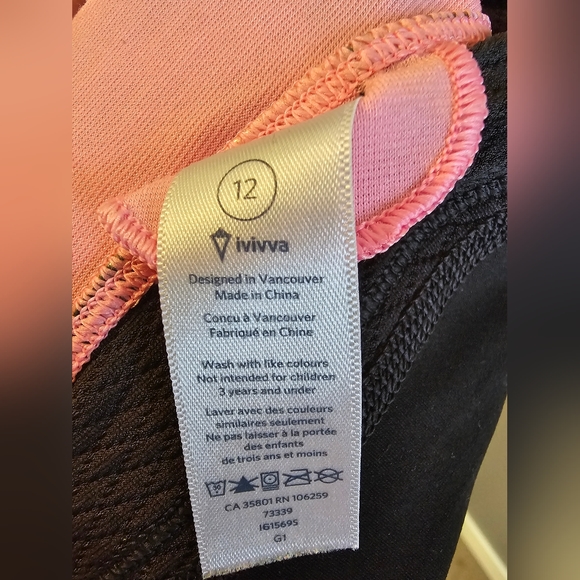 12
ivivva
Designed in Vancouver
Made in China
Concu à Vancouver
Fabriqué en Chine
Wash with like colours
Not intended for children
3 years and under
Laver avec des couleurs
similaires seulement
Ne pas laisser à la portée
des enfants
de trois ans et moins
30
CA 35801 RN 106259
73339
IG1569S
G1